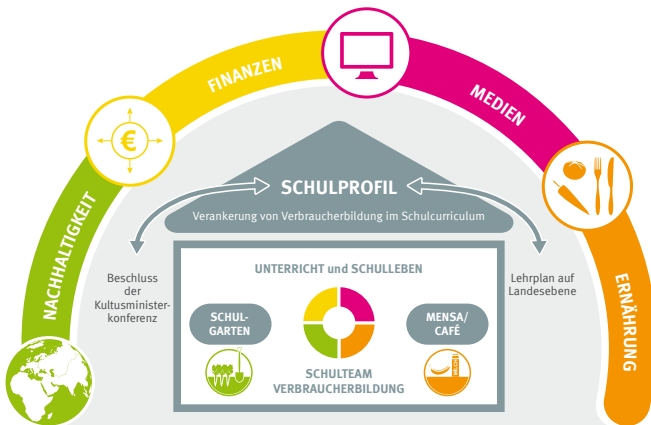 FINANZEN
MEDIEN
NACHHALTIGKEIT
ERNÄHRUNG
€
SCHULPROFIL
Verankerung von Verbraucherbildung im Schulcurriculum
Beschluss
der
Kultusminister-
konferenz
Lehrplan auf
Landesebene
UNTERRICHT und SCHULLEBEN
SCHUL-
GARTEN
MENSA/
CAFÉ
SCHULTEAM
VERBRAUCHERBILDUNG